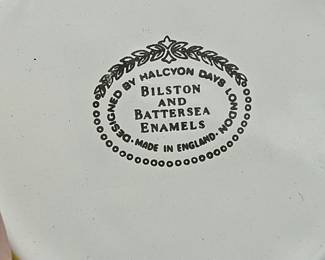 ·DESIGNED BY HALCYON DAYS LONDON·
BILSTON
AND
BATTERSEA
ENAMELS
·MADE IN ENGLAND·